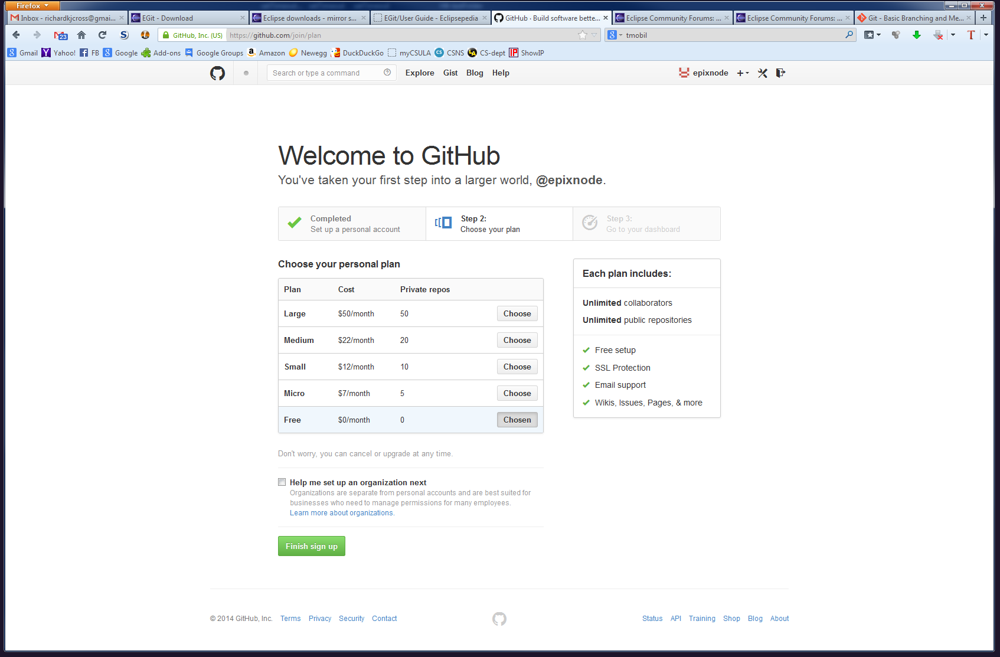 Firefox
Inbox - richardkjcross@gmai...
EGit - Download
Eclipse downloads - mirror s...
EGit/User Guide - Eclipsepedia
GitHub · Build software bette...
Eclipse Community Forums: ...
Eclipse Community Forums: ...
Git - Basic Branching and Me...
23
GitHub, Inc. (US)
https://github.com/join/plan
tmobil
Gmail Yahoo! FB Google Add-ons Google Groups Amazon Newegg DuckDuckGo myCSULA CSNS CS-dept ShowIP
Search or type a command
Explore Gist Blog Help
epixnode
Welcome to GitHub
You've taken your first step into a larger world, @epixnode.
Completed
Set up a personal account
Step 2:
Choose your plan
Step 3:
Go to your dashboard
Choose your personal plan
Plan Cost Private repos
Large $50/month 50 Choose
Medium $22/month 20 Choose
Small $12/month 10 Choose
Micro $7/month 5 Choose
Free $0/month 0 Chosen
Each plan includes:
Unlimited collaborators
Unlimited public repositories
Free setup
SSL Protection
Email support
Wikis, Issues, Pages, & more
Don't worry, you can cancel or upgrade at any time.
Help me set up an organization next
Organizations are separate from personal accounts and are best suited for
businesses who need to manage permissions for many employees.
Learn more about organizations.
Finish sign up
© 2014 GitHub, Inc. Terms Privacy Security Contact
Status API Training Shop Blog About